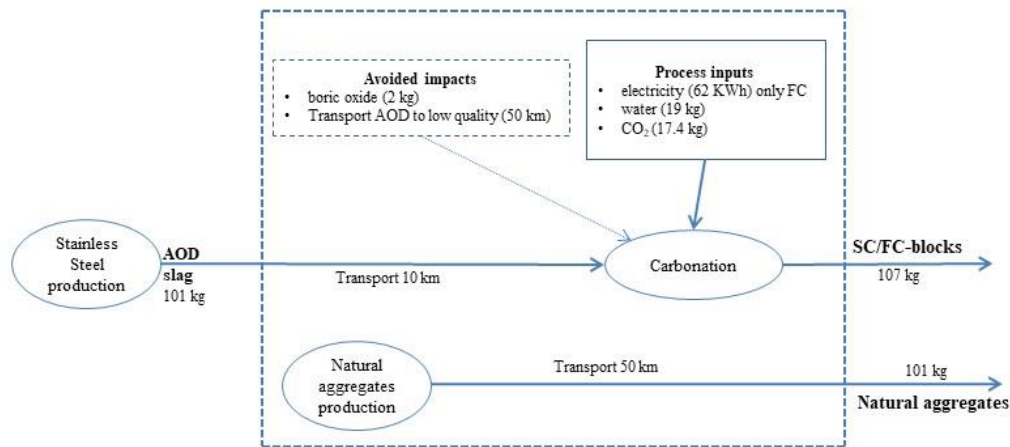 Avoided impacts
• boric oxide (2 kg)
• Transport AOD to low quality (50 km)
Process inputs
• electricity (62 KWh) only FC
• water (19 kg)
• CO₂ (17.4 kg)
Stainless
Steel
production
AOD
slag
101 kg
Transport 10 km
Carbonation
SC/FC-blocks
107 kg
Natural
aggregates
production
Transport 50 km
101 kg
Natural aggregates